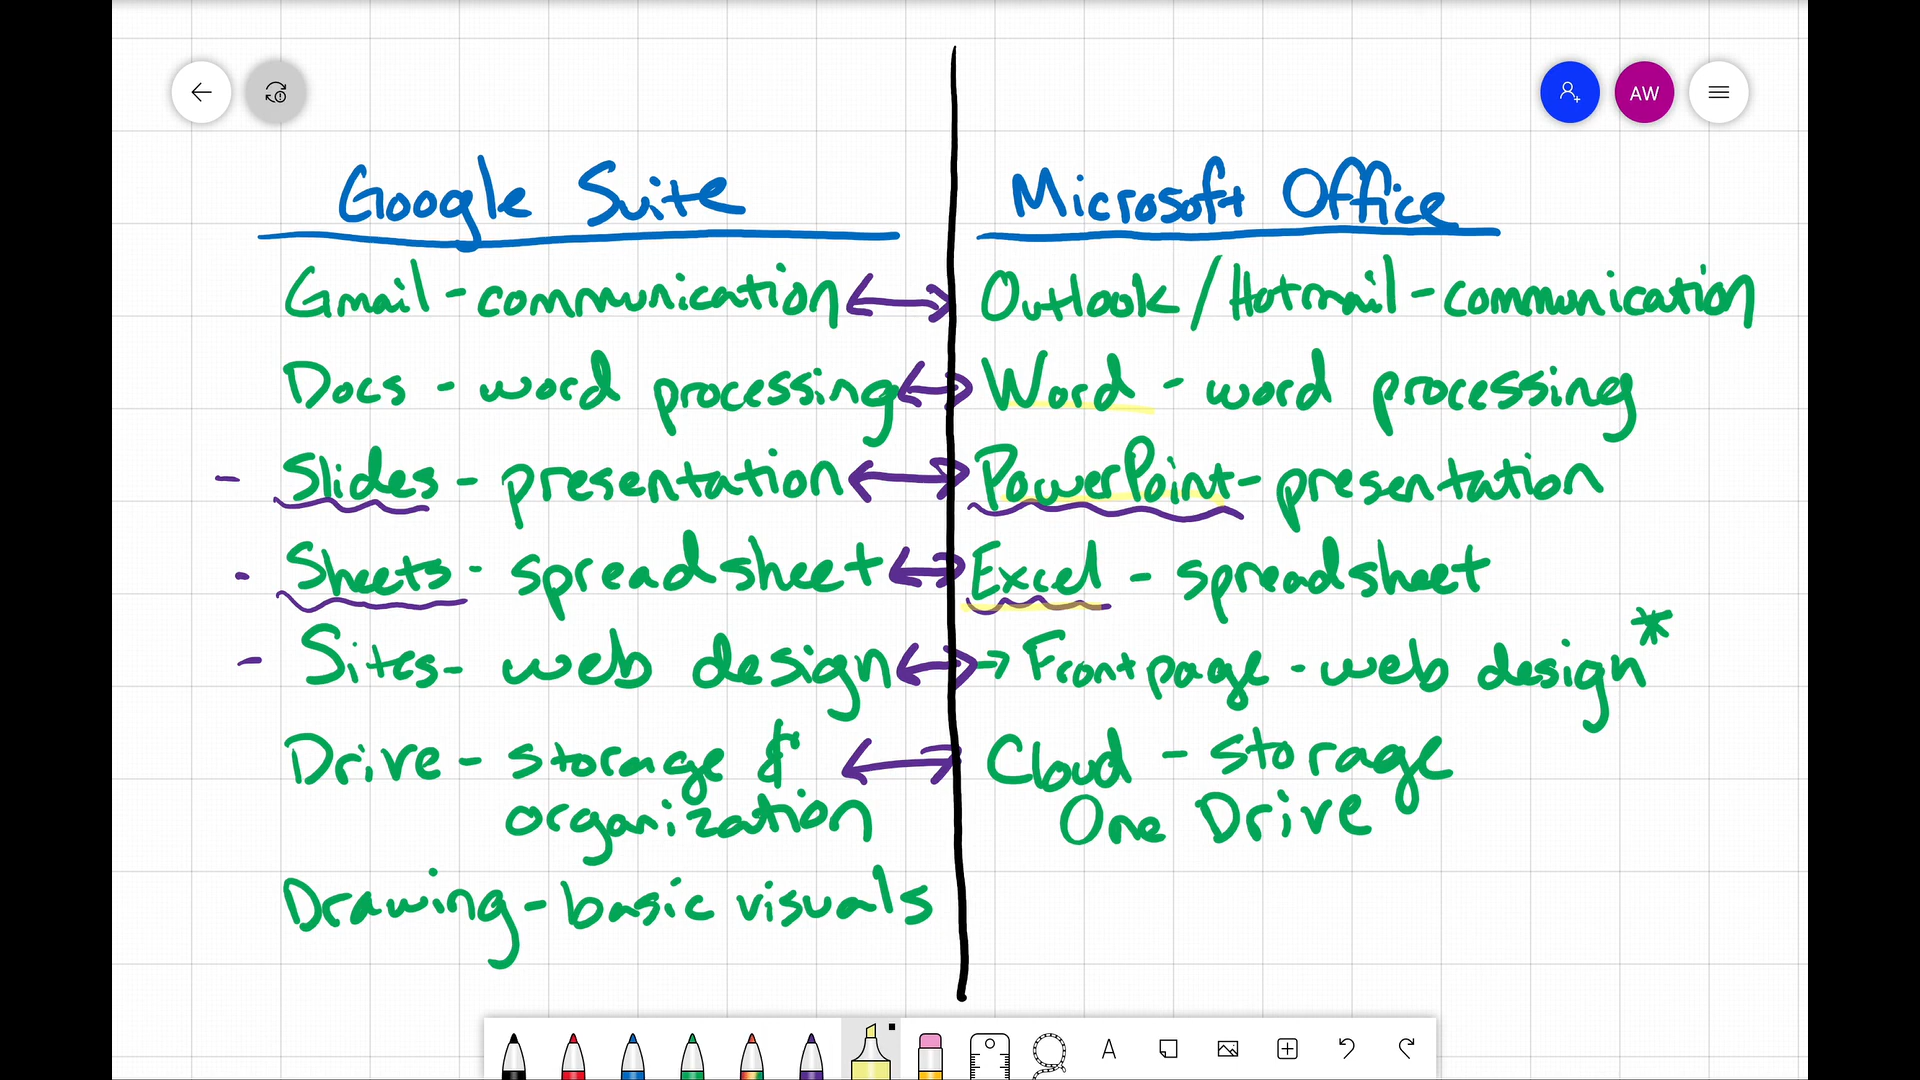 AW
Google Suite
Gmail - communication
Docs - word processing
- Slides - presentation
- Sheets - spreadsheet
- Sites - web design
Drive - storage &
organization
Drawing - basic visuals
Microsoft Office
Outlook / Hotmail - communication
Word - word processing
PowerPoint - presentation
Excel - spreadsheet
→ Frontpage - web design*
Cloud - storage
One Drive
A